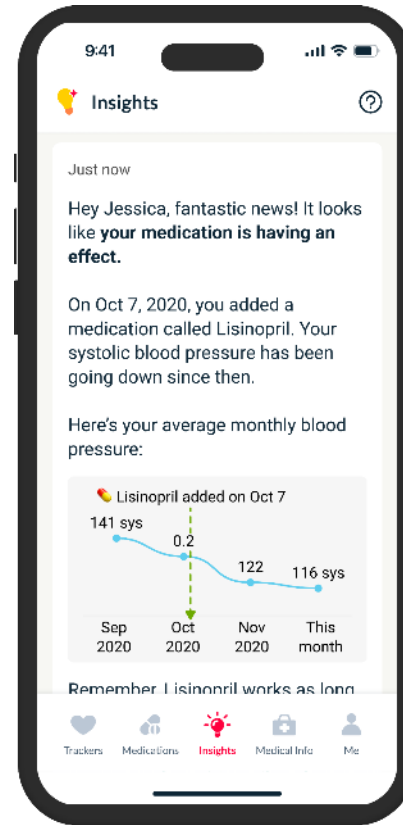 9:41
Insights
Just now
Hey Jessica, fantastic news! It looks
like your medication is having an
effect.
On Oct 7, 2020, you added a
medication called Lisinopril. Your
systolic blood pressure has been
going down since then.
Here's your average monthly blood
pressure:
Lisinopril added on Oct 7
141 sys
0.2
122
116 sys
Sep Oct Nov This
2020 2020 2020 month
Remember, Lisinopril works as long
Trackers Medications Insights Medical Info Me